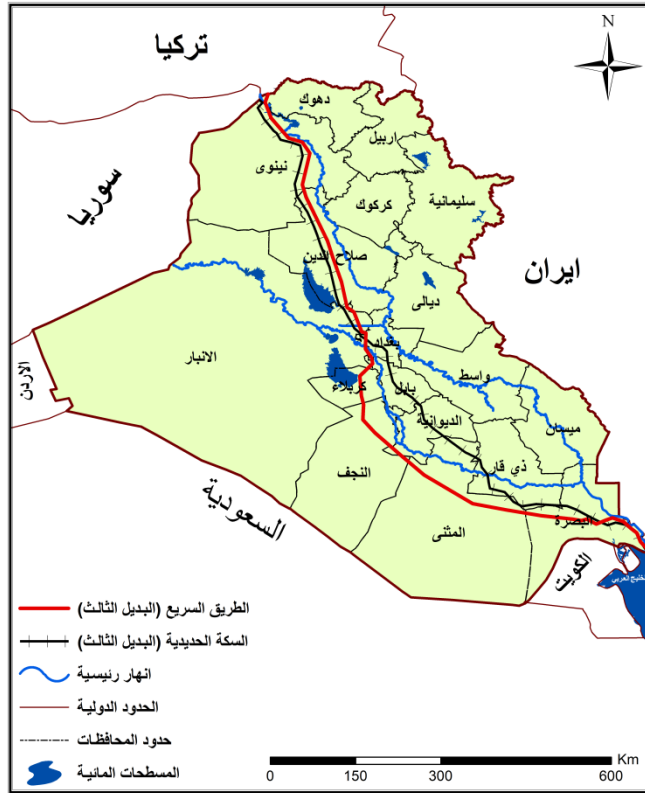 تركيا
N
دهوك
اربيل
نينوى
سوريا
كركوك
سليمانية
صلاح الدين
ايران
ديالى
الانبار
بغداد
واسط
الاردن
كربلاء
بابل
الديوانية
ميسان
النجف
ذي قار
السعودية
المثنى
البصرة
الكويت
الخليج العربي
الطريق السريع (البديل الثالث)
السكة الحديدية (البديل الثالث)
انهار رئيسية
الحدود الدولية
حدود المحافظات
المسطحات المائية
Km
0 150 300 600